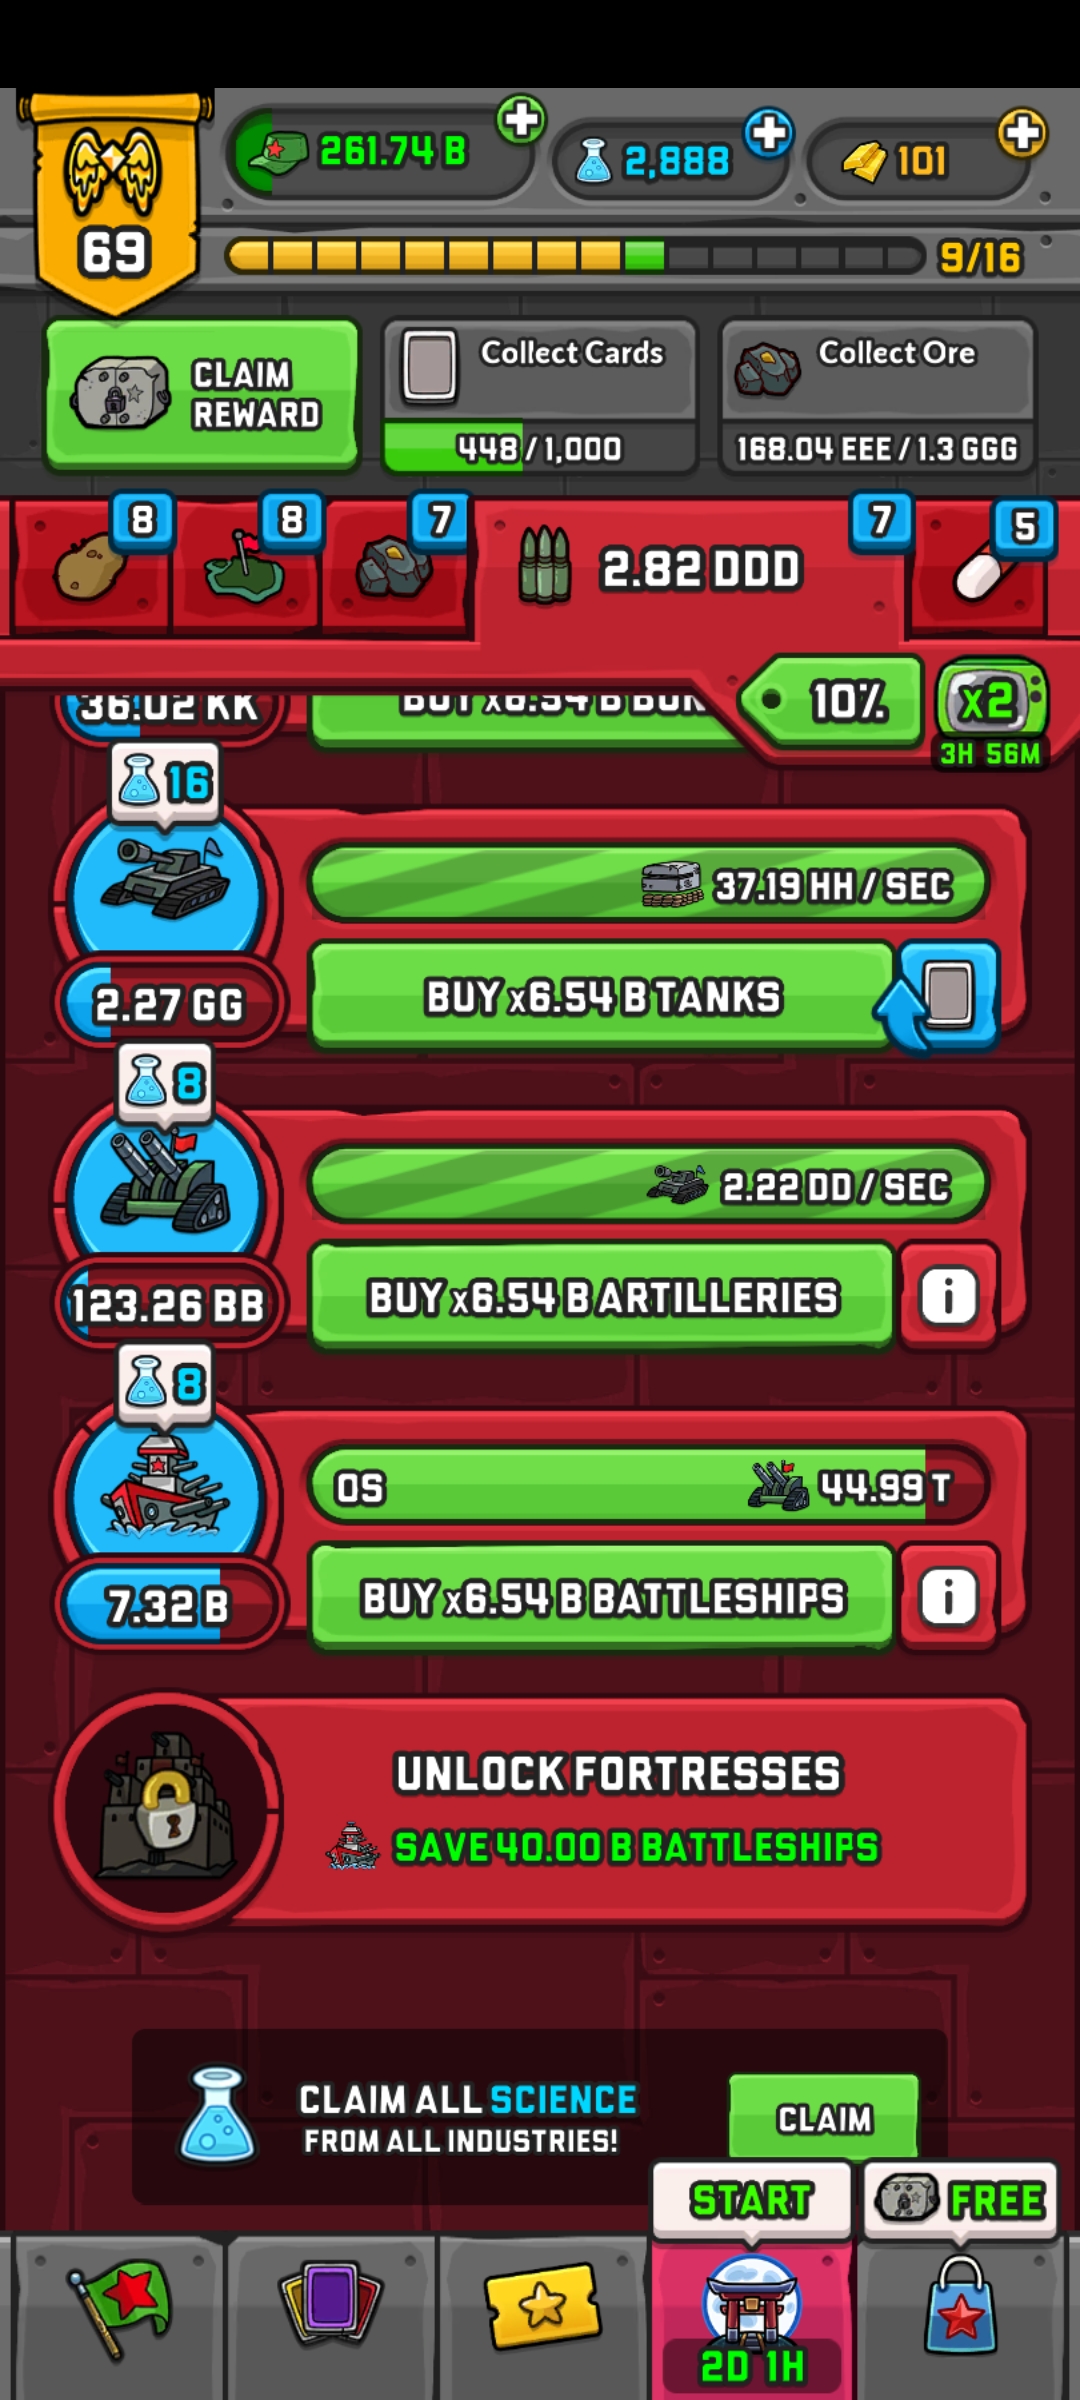 261.74 B
2,888
101
69
9/16
CLAIM
REWARD
Collect Cards
448 / 1,000
Collect Ore
168.04 EEE / 1.3 GGG
8
8
7
2.82 DDD
7
5
10%
x2
3H 56M
36.02 KK
16
37.19 HH / SEC
2.27 GG
BUY x6.54 B TANKS
8
2.22 DD / SEC
123.26 BB
BUY x6.54 B ARTILLERIES
i
8
0S
44.99 T
7.32 B
BUY x6.54 B BATTLESHIPS
i
UNLOCK FORTRESSES
SAVE 40.00 B BATTLESHIPS
CLAIM ALL SCIENCE
FROM ALL INDUSTRIES!
CLAIM
START
FREE
2D 1H